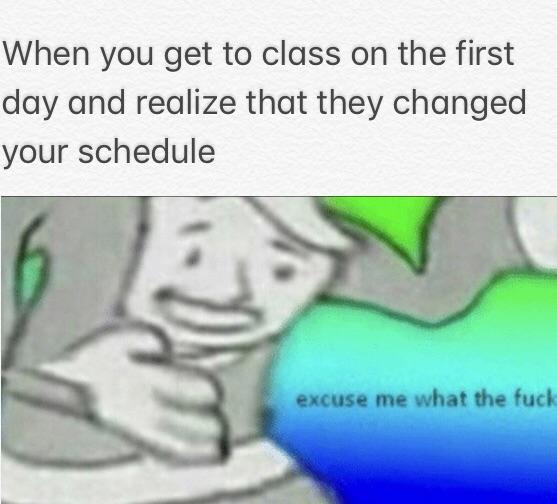 When you get to class on the first
day and realize that they changed
your schedule
excuse me what the fuck